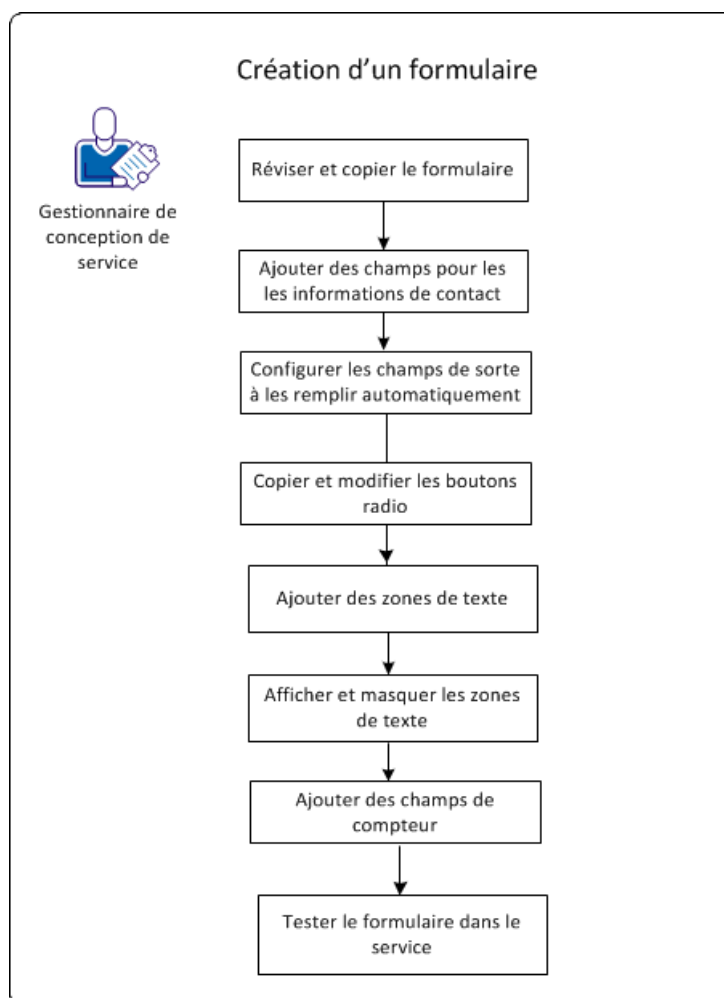 Création d'un formulaire
Gestionnaire de
conception de
service
Réviser et copier le formulaire
Ajouter des champs pour les
les informations de contact
Configurer les champs de sorte
à les remplir automatiquement
Copier et modifier les boutons
radio
Ajouter des zones de texte
Afficher et masquer les zones
de texte
Ajouter des champs de
compteur
Tester le formulaire dans le
service